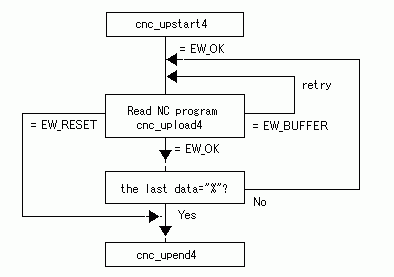 cnc_upstart4
= EW_OK
retry
Read NC program
cnc_upload4
= EW_RESET
= EW_BUFFER
= EW_OK
the last data="%"?
No
Yes
cnc_upend4